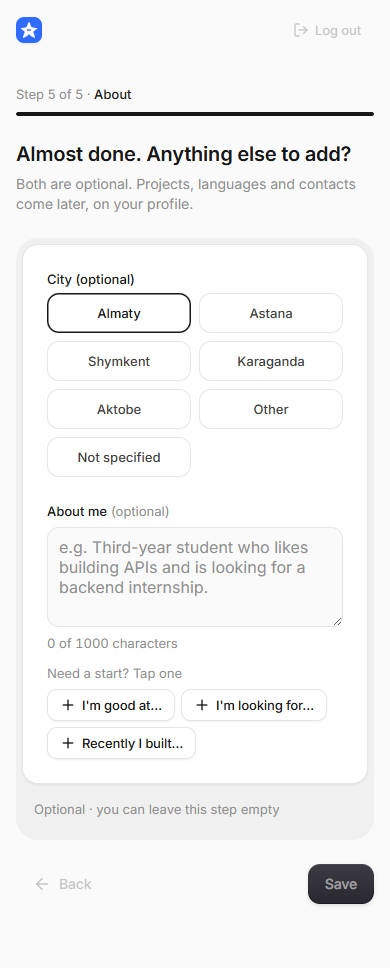 Log out
Step 5 of 5 · About
Almost done. Anything else to add?
Both are optional. Projects, languages and contacts
come later, on your profile.
City (optional)
Almaty
Astana
Shymkent
Karaganda
Aktobe
Other
Not specified
About me (optional)
e.g. Third-year student who likes
building APIs and is looking for a
backend internship.
0 of 1000 characters
Need a start? Tap one
I'm good at...
I'm looking for...
Recently I built...
Optional · you can leave this step empty
Back
Save